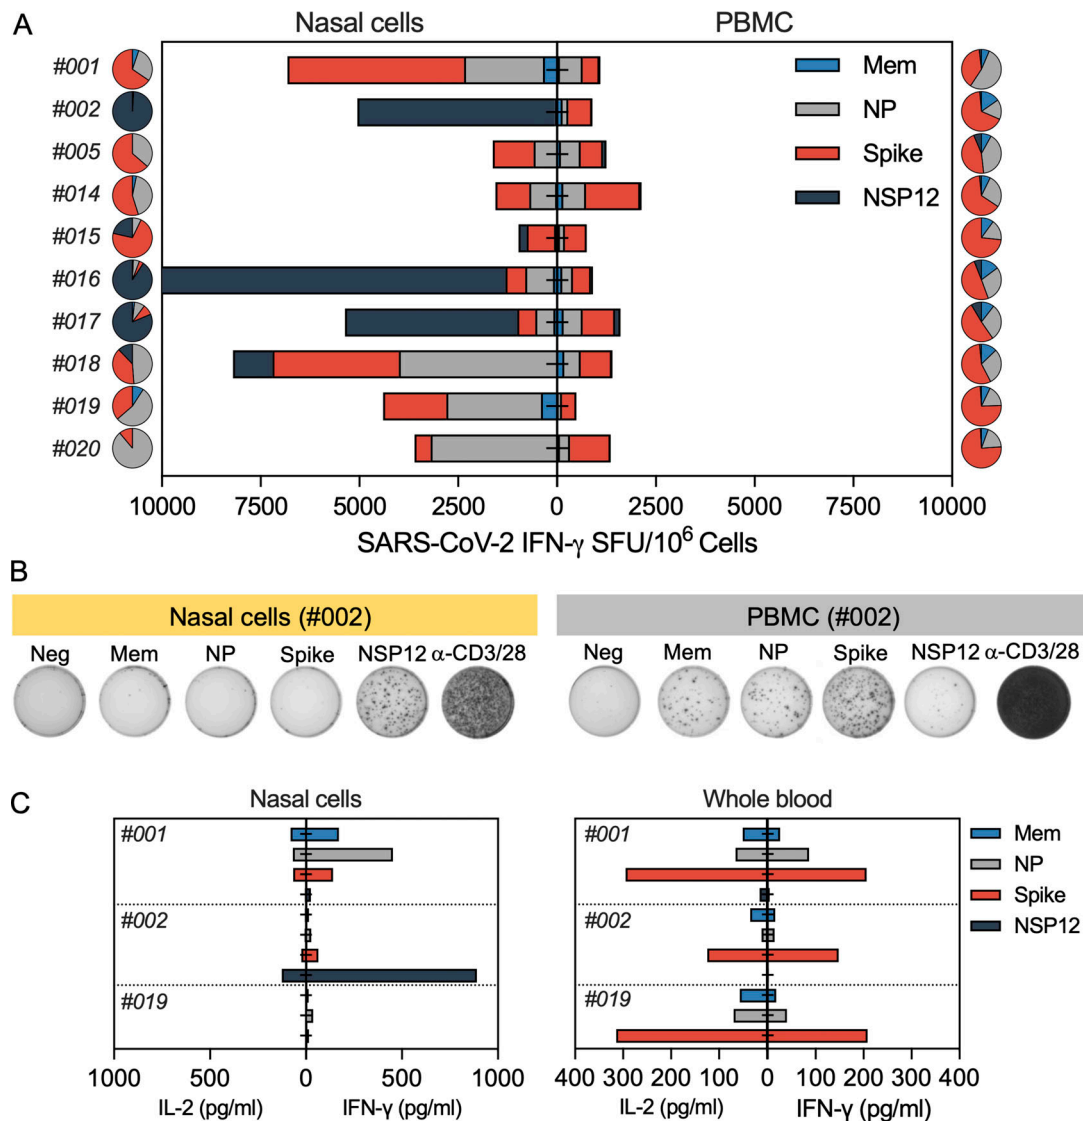 A
Nasal cells PBMC
#001
#002
#005
#014
#015
#016
#017
#018
#019
#020
Mem
NP
Spike
NSP12
10000 7500 5000 2500 0 2500 5000 7500 10000
SARS-CoV-2 IFN-γ SFU/10⁶ Cells
B
Nasal cells (#002)
Neg Mem NP Spike NSP12 α-CD3/28
PBMC (#002)
Neg Mem NP Spike NSP12 α-CD3/28
C
Nasal cells
#001
#002
#019
1000 500 0 500 1000
IL-2 (pg/ml) IFN-γ (pg/ml)
Whole blood
#001
#002
#019
400 300 200 100 0 100 200 300 400
IL-2 (pg/ml) IFN-γ (pg/ml)
Mem
NP
Spike
NSP12